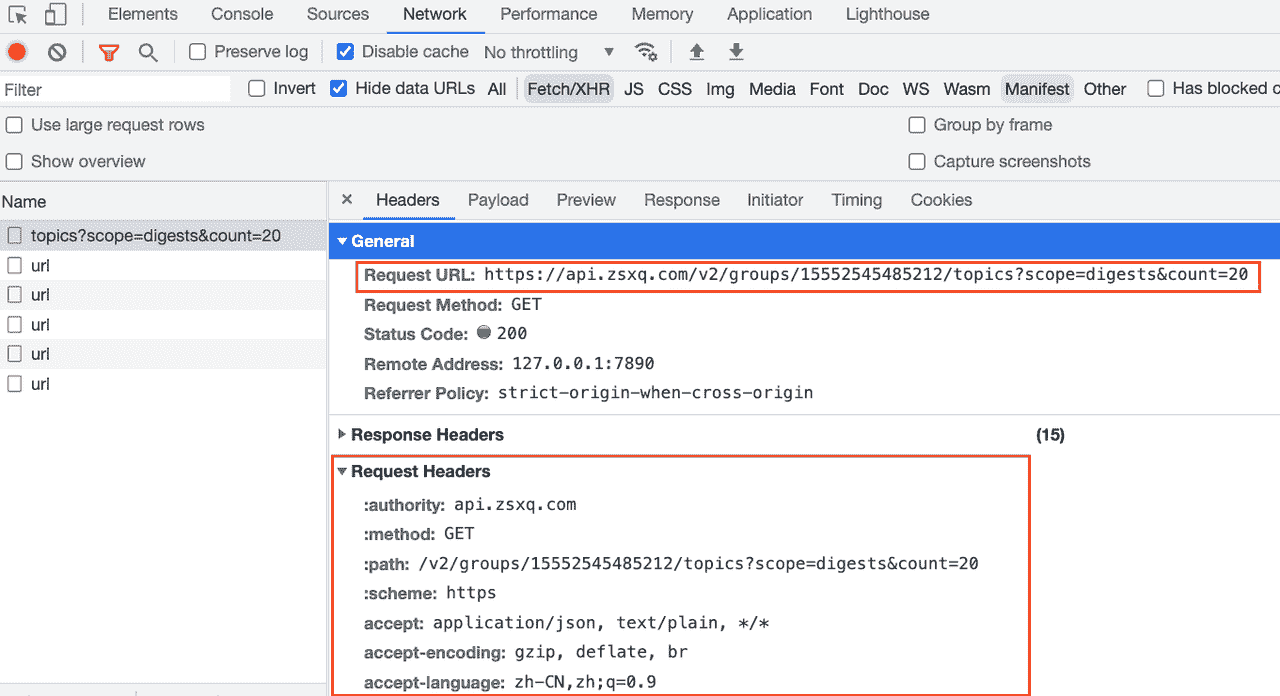 Elements Console Sources Network Performance Memory Application Lighthouse
Preserve log Disable cache No throttling
Filter Invert Hide data URLs All Fetch/XHR JS CSS Img Media Font Doc WS Wasm Manifest Other Has blocked c
Use large request rows Group by frame
Show overview Capture screenshots
Name
× Headers Payload Preview Response Initiator Timing Cookies
topics?scope=digests&count=20
url
url
url
url
url
General
Request URL: https://api.zsxq.com/v2/groups/15552545485212/topics?scope=digests&count=20
Request Method: GET
Status Code: 200
Remote Address: 127.0.0.1:7890
Referrer Policy: strict-origin-when-cross-origin
Response Headers (15)
Request Headers
:authority: api.zsxq.com
:method: GET
:path: /v2/groups/15552545485212/topics?scope=digests&count=20
:scheme: https
accept: application/json, text/plain, */*
accept-encoding: gzip, deflate, br
accept-language: zh-CN,zh;q=0.9